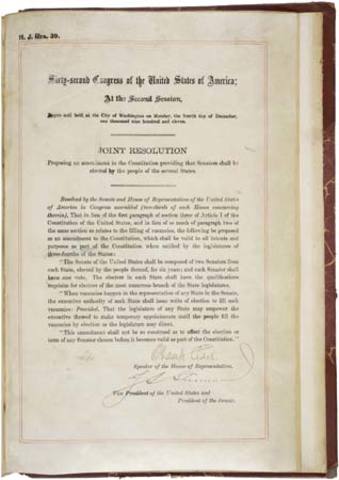 H. J. Res. 39.
Sixty-second Congress of the United States of America;
At the Second Session,
Begun and held at the City of Washington on Monday, the fourth day of December,
one thousand nine hundred and eleven.
JOINT RESOLUTION
Proposing an amendment to the Constitution providing that Senators shall be
elected by the people of the several States.
Resolved by the Senate and House of Representatives of the United States
of America in Congress assembled (two-thirds of each House concurring
therein), That in lieu of the first paragraph of section three of Article I of the
Constitution of the United States, and in lieu of so much of paragraph two of
the same section as relates to the filling of vacancies, the following be proposed
as an amendment to the Constitution, which shall be valid to all intents and
purposes as part of the Constitution when ratified by the legislatures of
three-fourths of the States:
"The Senate of the United States shall be composed of two Senators from
each State, elected by the people thereof, for six years; and each Senator shall
have one vote. The electors in each State shall have the qualifications
requisite for electors of the most numerous branch of the State legislatures.
"When vacancies happen in the representation of any State in the Senate,
the executive authority of such State shall issue writs of election to fill such
vacancies: Provided, That the legislature of any State may empower the
executive thereof to make temporary appointments until the people fill the
vacancies by election as the legislature may direct.
"This amendment shall not be so construed as to affect the election or
term of any Senator chosen before it becomes valid as part of the Constitution."
Champ Clark
Speaker of the House of Representatives.
J. S. Sherman
Vice President of the United States and
President of the Senate.